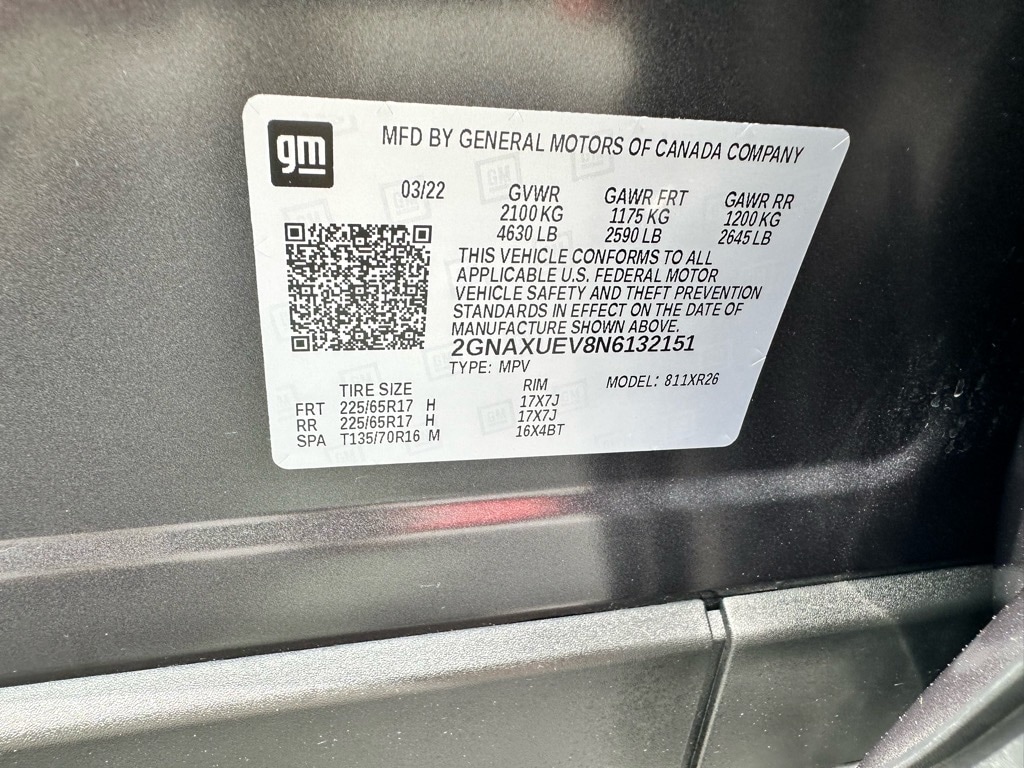 gm
MFD BY GENERAL MOTORS OF CANADA COMPANY
03/22 GVWR GAWR FRT GAWR RR
2100 KG 1175 KG 1200 KG
4630 LB 2590 LB 2645 LB
THIS VEHICLE CONFORMS TO ALL
APPLICABLE U.S. FEDERAL MOTOR
VEHICLE SAFETY AND THEFT PREVENTION
STANDARDS IN EFFECT ON THE DATE OF
MANUFACTURE SHOWN ABOVE.
2GNAXUEV8N6132151
TYPE: MPV MODEL: 811XR26
TIRE SIZE RIM
FRT 225/65R17 H 17X7J
RR 225/65R17 H 17X7J
SPA T135/70R16 M 16X4BT